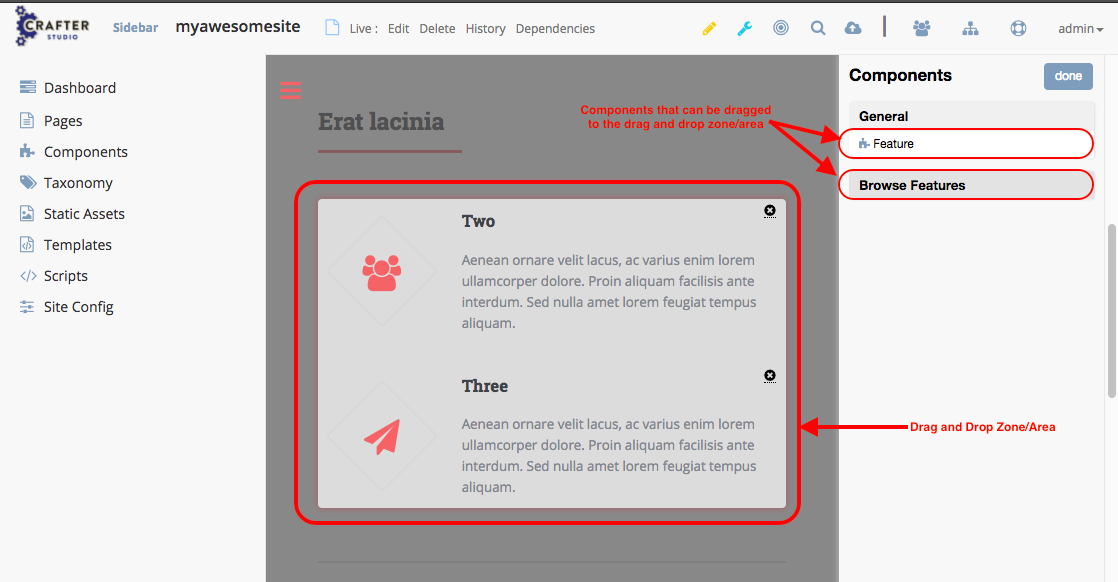 CRAFTER
STUDIO
Sidebar
myawesomesite
Live :
Edit
Delete
History
Dependencies
admin
Dashboard
Pages
Components
Taxonomy
Static Assets
Templates
Scripts
Site Config
Erat lacinia
Components that can be dragged
to the drag and drop zone/area
Two
Aenean ornare velit lacus, ac varius enim lorem
ullamcorper dolore. Proin aliquam facilisis ante
interdum. Sed nulla amet lorem feugiat tempus
aliquam.
Three
Aenean ornare velit lacus, ac varius enim lorem
ullamcorper dolore. Proin aliquam facilisis ante
interdum. Sed nulla amet lorem feugiat tempus
aliquam.
Components
done
General
Feature
Browse Features
Drag and Drop Zone/Area